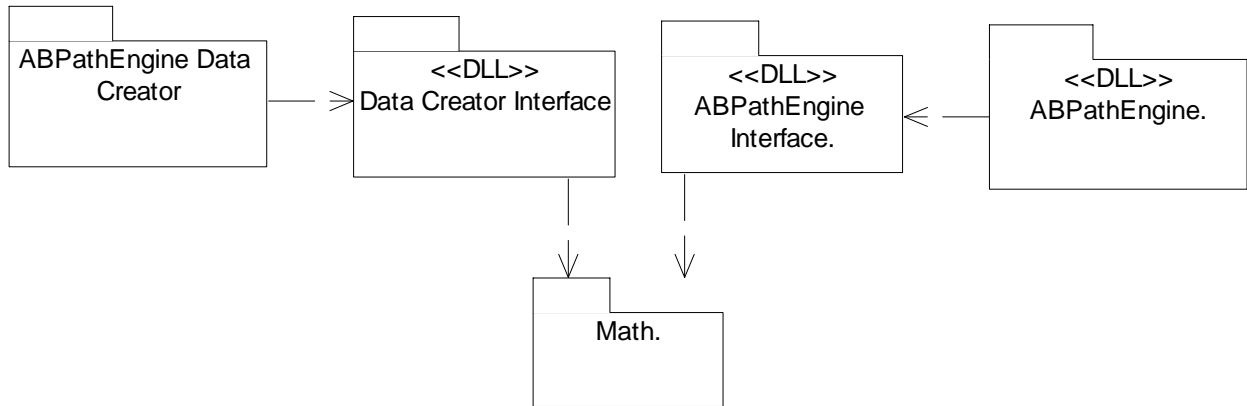 ABPathEngine Data
Creator
<<DLL>>
Data Creator Interface
<<DLL>>
ABPathEngine
Interface.
<<DLL>>
ABPathEngine.
Math.